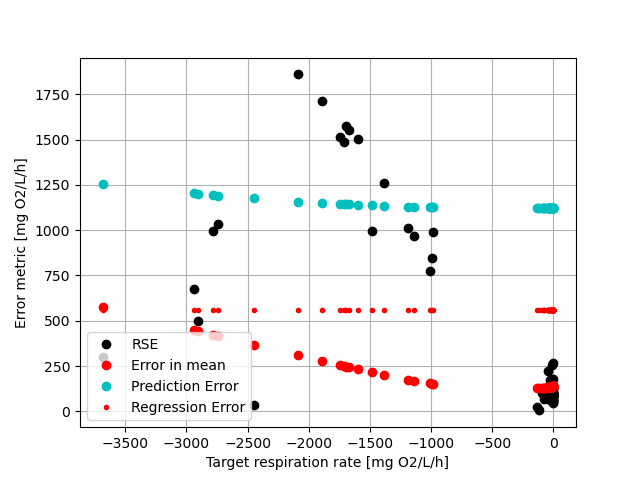 1750
1500
1250
1000
750
500
250
0
Error metric [mg O2/L/h]
RSE
Error in mean
Prediction Error
Regression Error
−3500 −3000 −2500 −2000 −1500 −1000 −500 0
Target respiration rate [mg O2/L/h]